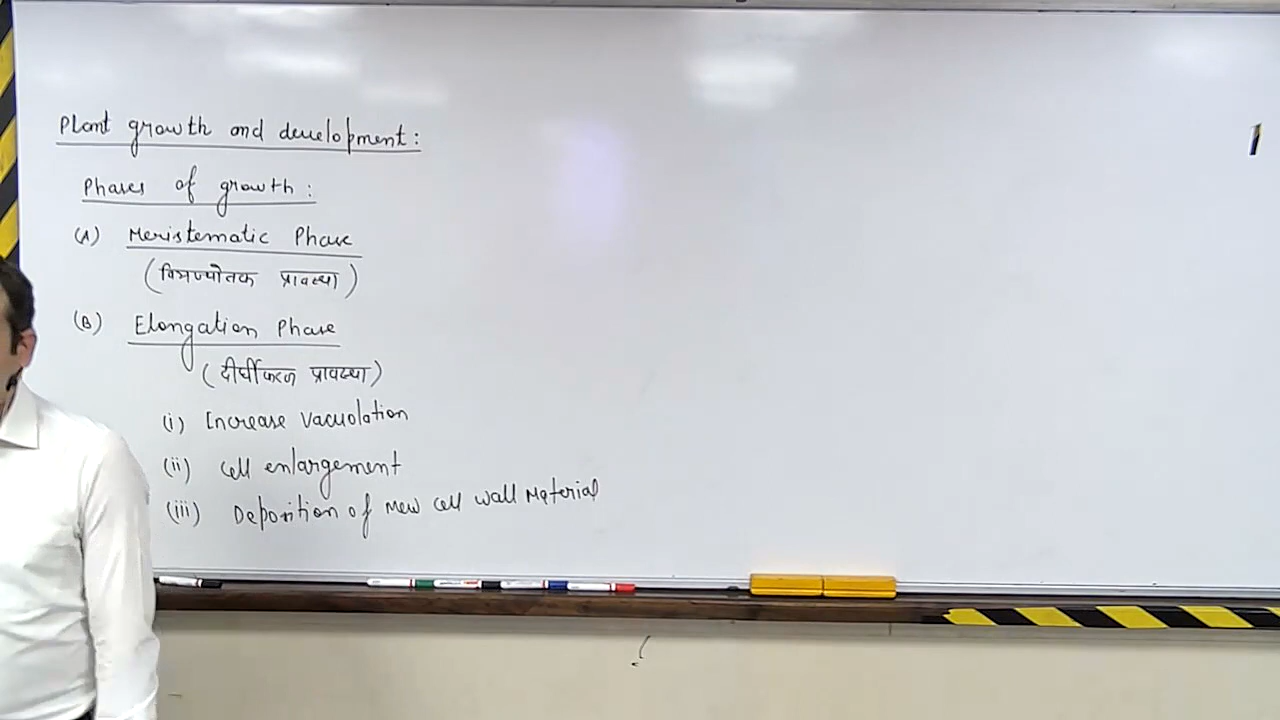 Plant growth and development:
Phases of growth:
(A) Meristematic Phase
(विभज्योतक प्रावस्था)
(B) Elongation Phase
(दीर्घीकरण प्रावस्था)
(i) Increase vacuolation
(ii) Cell enlargement
(iii) Deposition of new cell wall Material